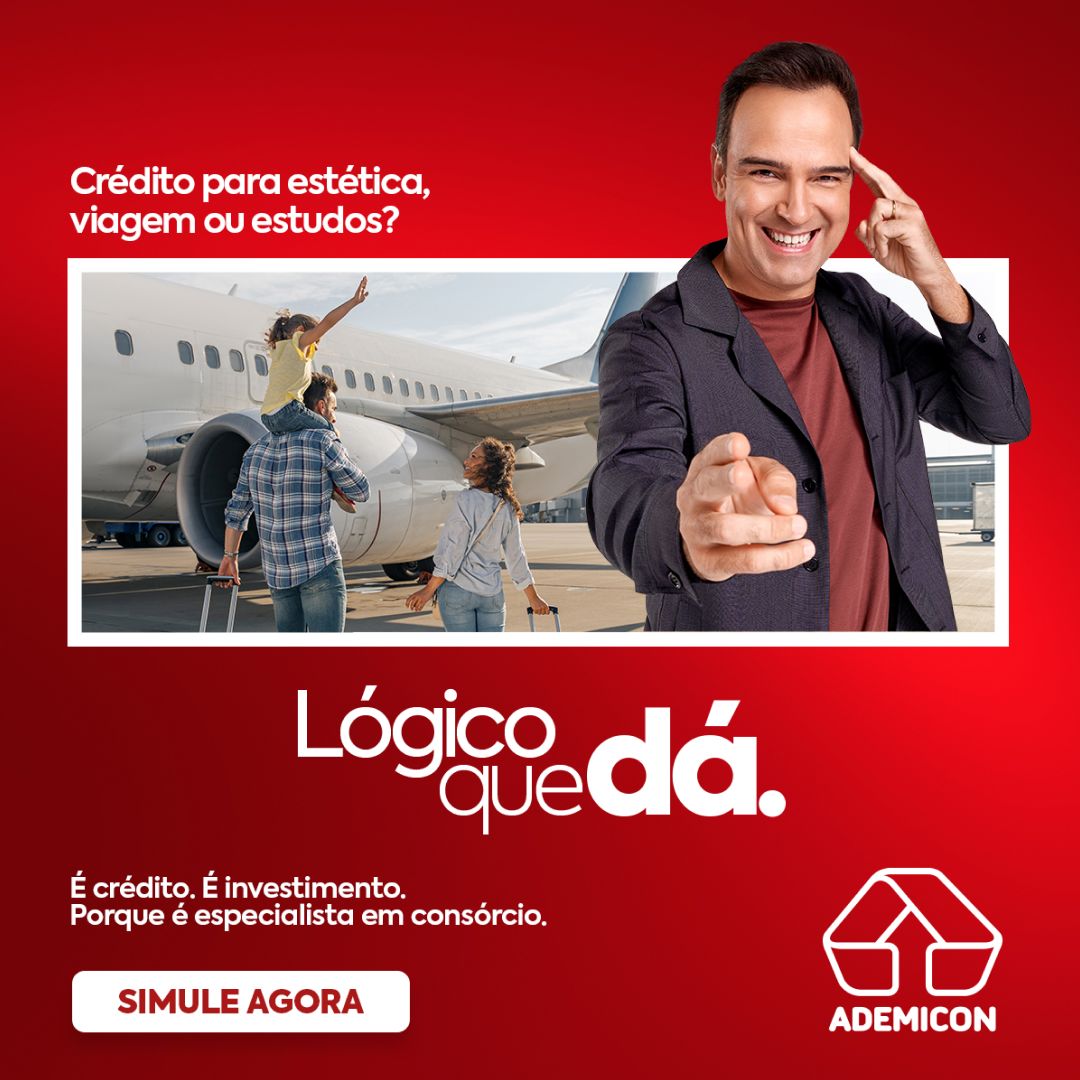 Crédito para estética,
viagem ou estudos?
Lógico
que dá.
É crédito. É investimento.
Porque é especialista em consórcio.
SIMULE AGORA
ADEMICON